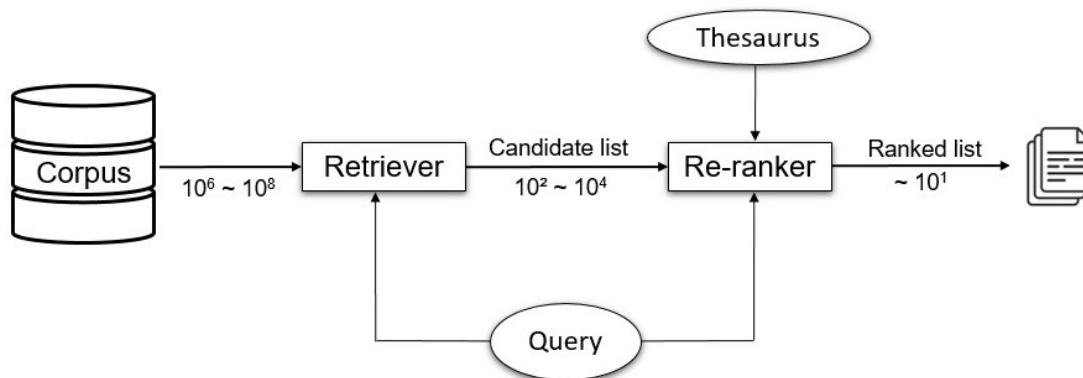 Thesaurus
Corpus
10⁶ ~ 10⁸
Retriever
Candidate list
10² ~ 10⁴
Re-ranker
Ranked list
~ 10¹
Query